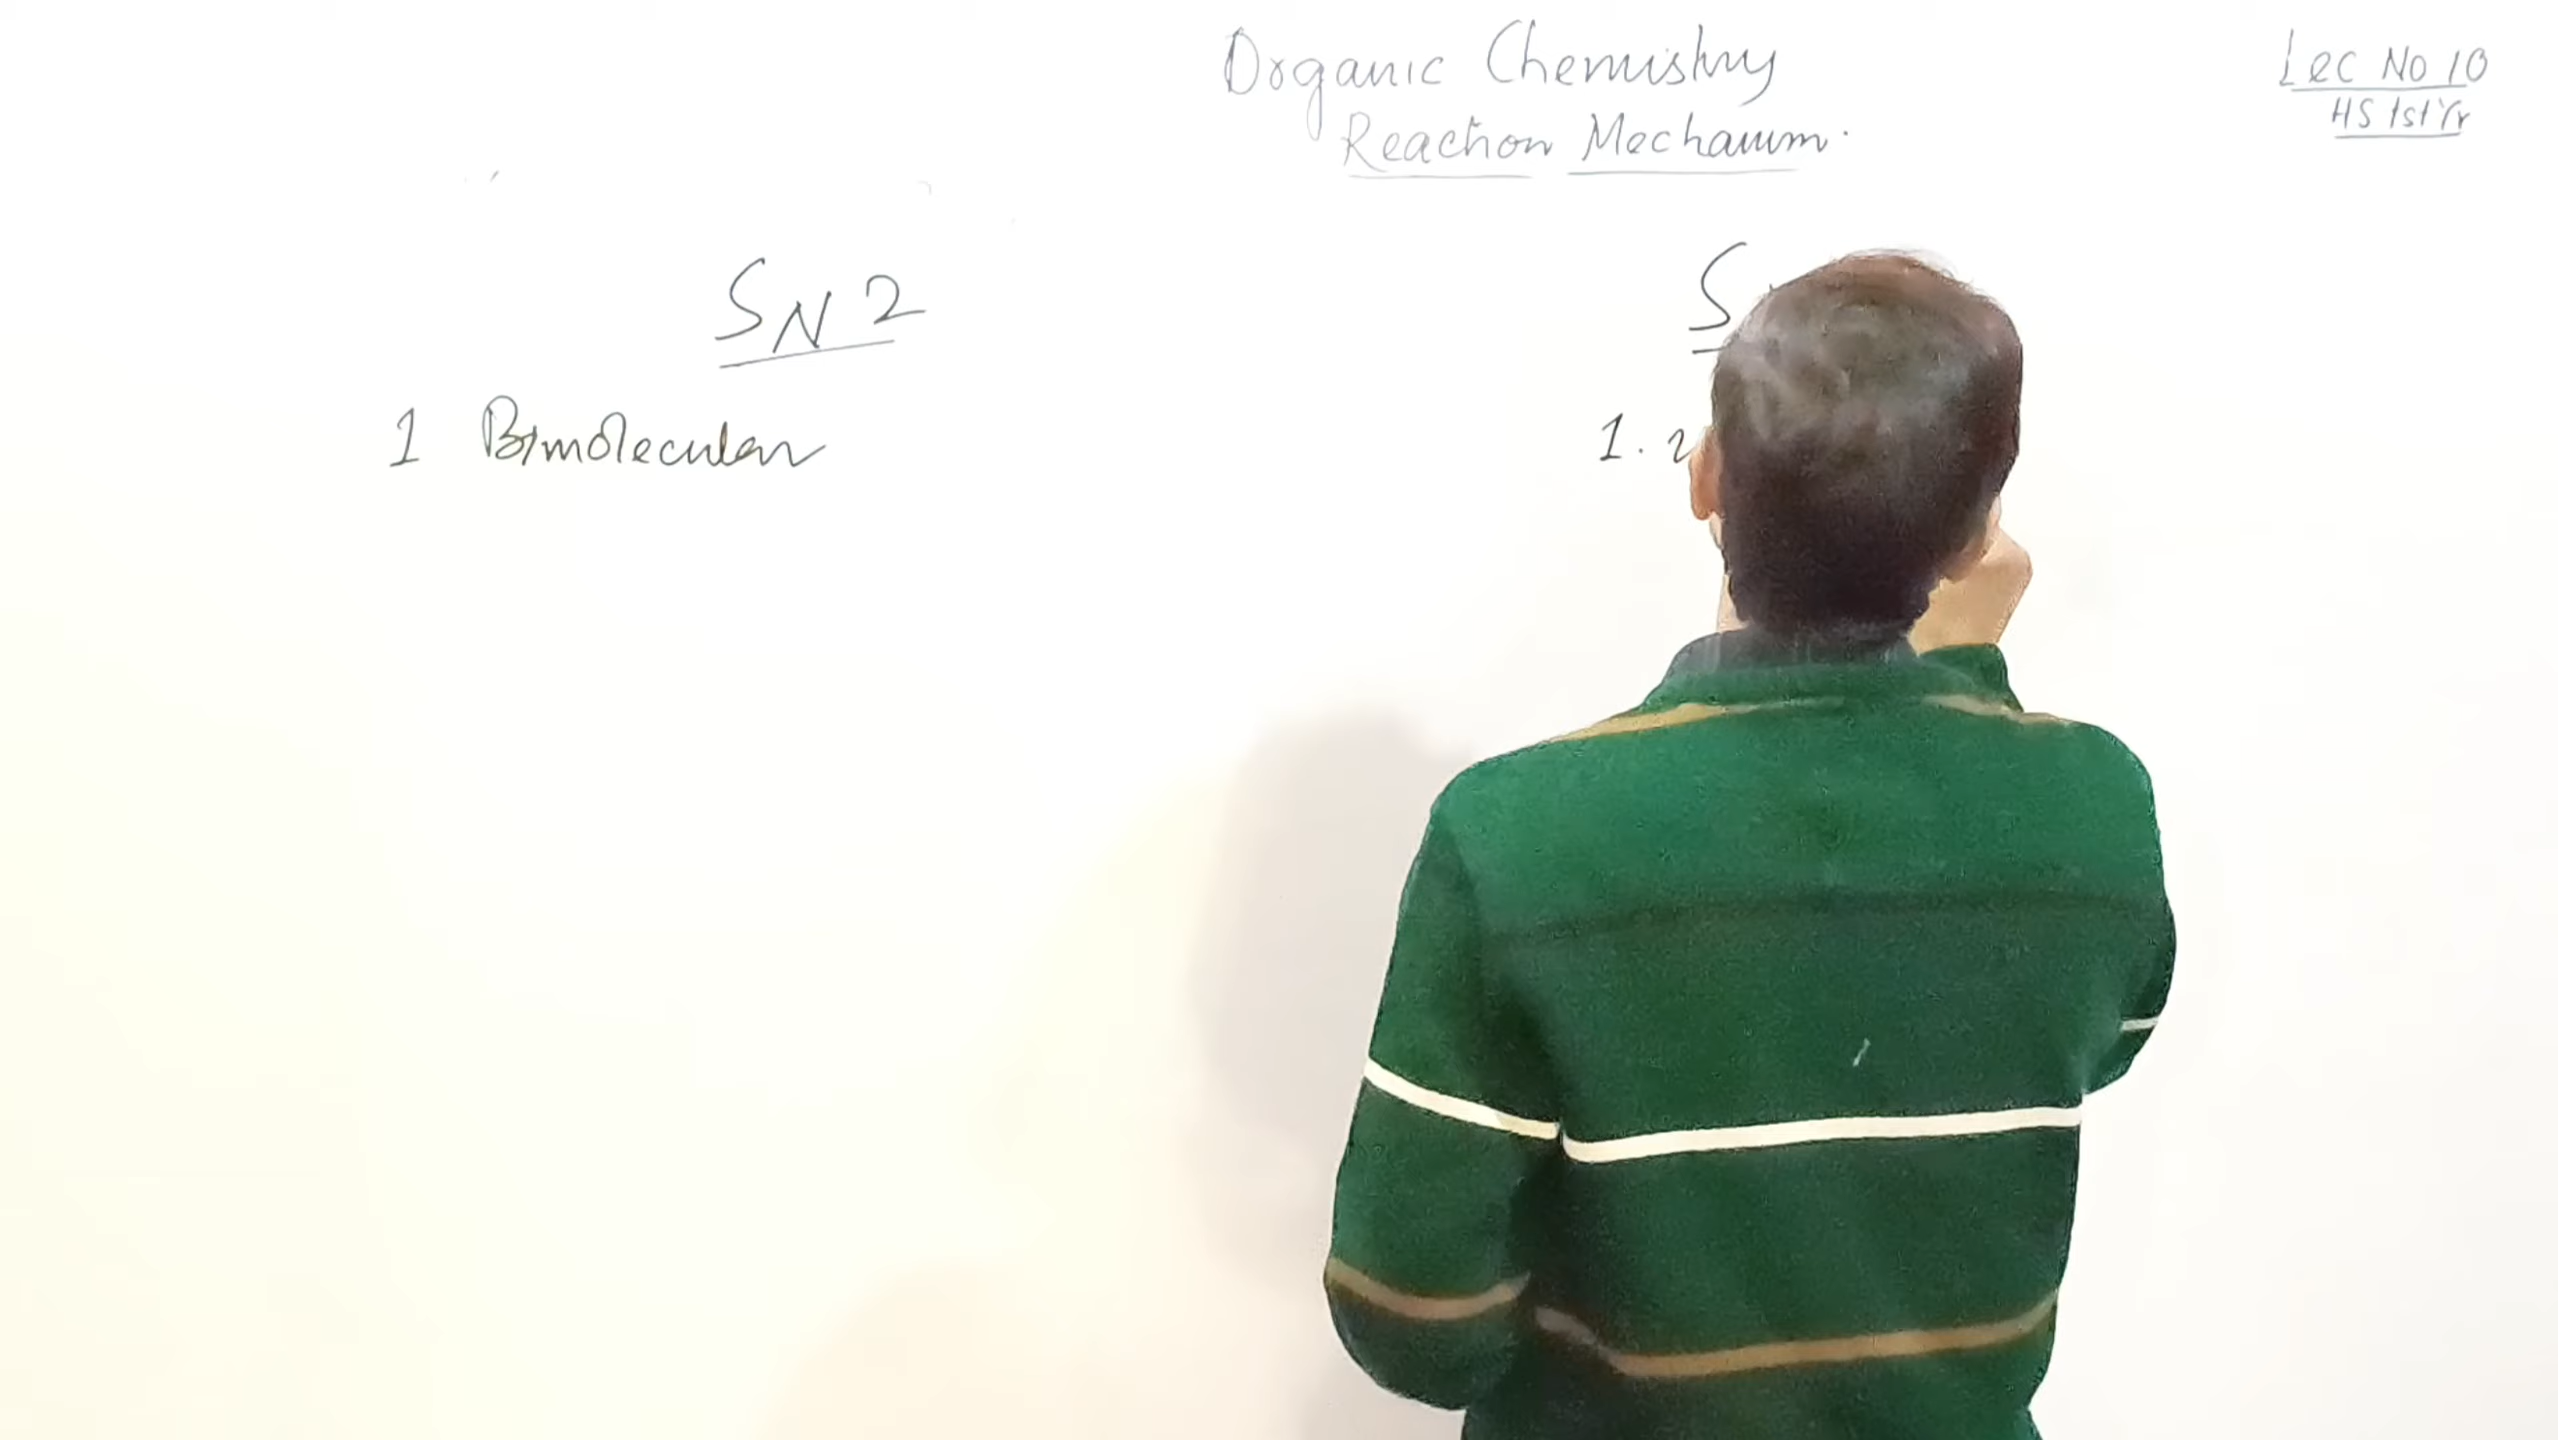 Organic Chemistry
Reaction Mechanism.
Lec No 10
HS 1st Yr
SN2
1 Bimolecular
S
1.